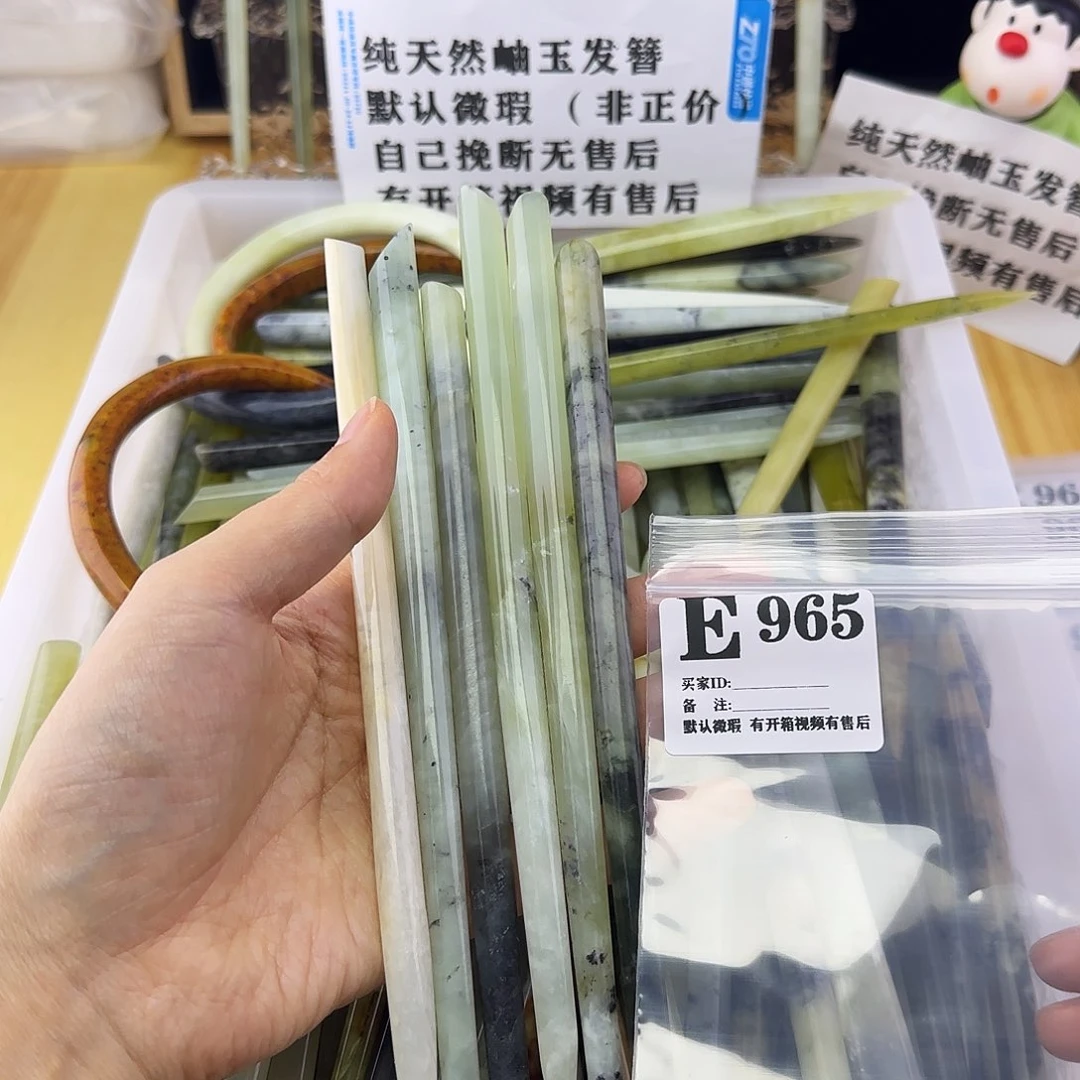 纯天然岫玉发簪
默认微瑕（非正价
自己挽断无售后
有开箱视频有售后
ZTO
纯天然岫玉发簪
断无售后
视频有售后
E 965
买家ID:
备 注:
默认微瑕 有开箱视频有售后
96